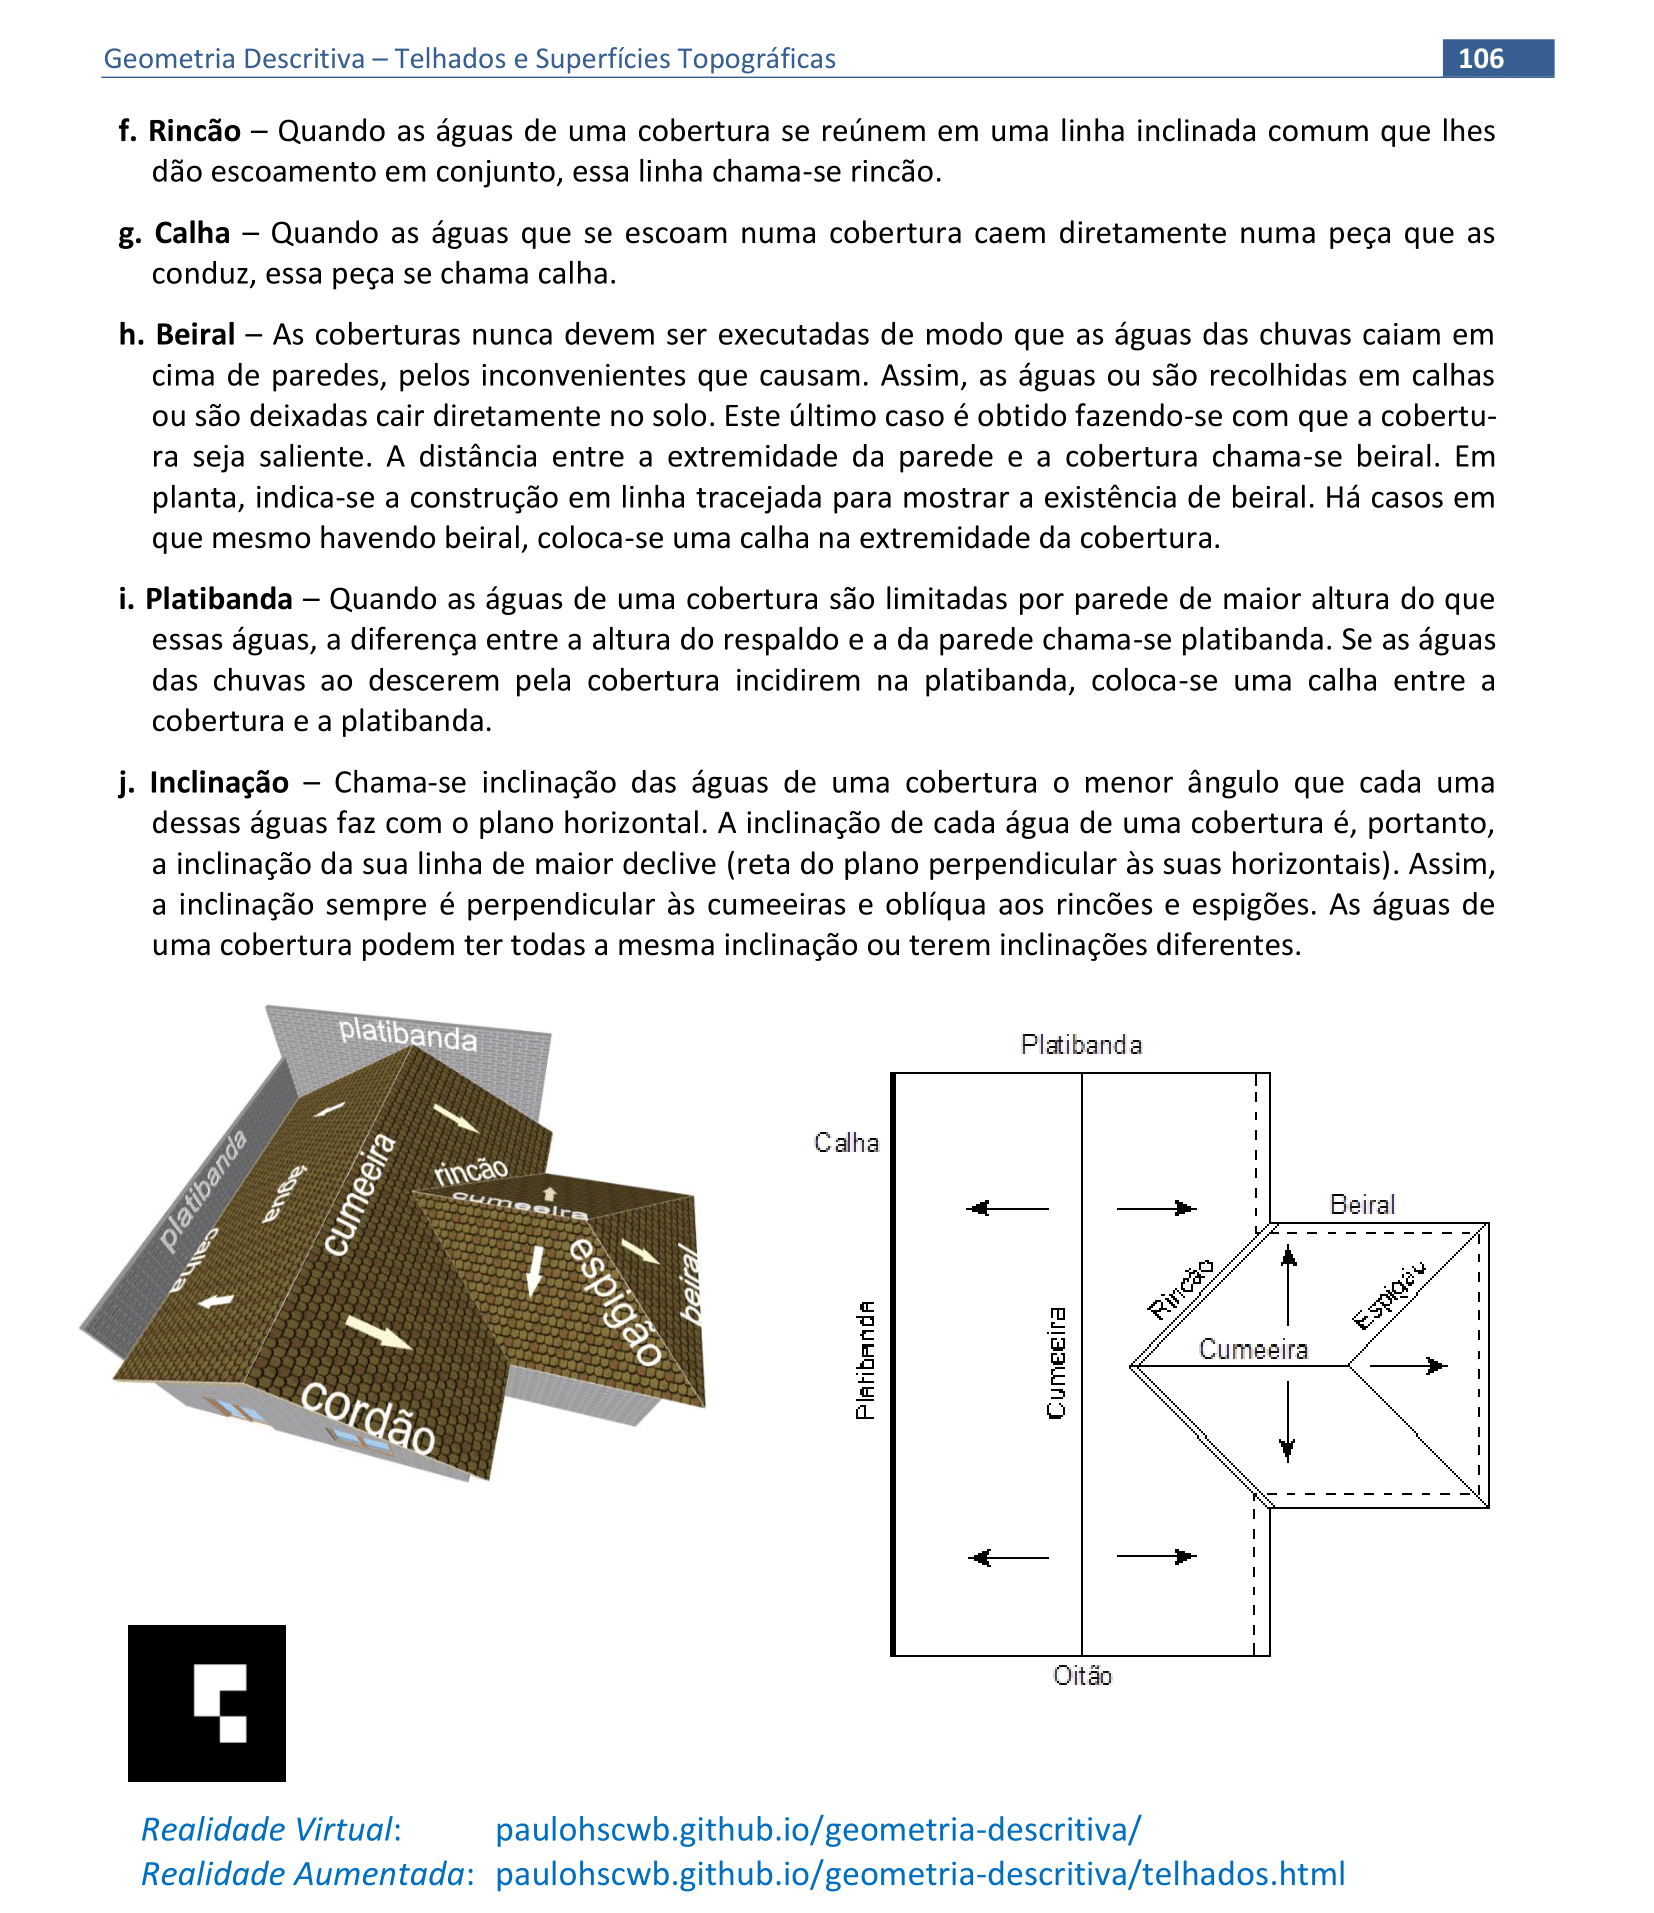 Geometria Descritiva – Telhados e Superfícies Topográficas 106
f. Rincão – Quando as águas de uma cobertura se reúnem em uma linha inclinada comum que lhes
dão escoamento em conjunto, essa linha chama-se rincão.
g. Calha – Quando as águas que se escoam numa cobertura caem diretamente numa peça que as
conduz, essa peça se chama calha.
h. Beiral – As coberturas nunca devem ser executadas de modo que as águas das chuvas caiam em
cima de paredes, pelos inconvenientes que causam. Assim, as águas ou são recolhidas em calhas
ou são deixadas cair diretamente no solo. Este último caso é obtido fazendo-se com que a cobertu-
ra seja saliente. A distância entre a extremidade da parede e a cobertura chama-se beiral. Em
planta, indica-se a construção em linha tracejada para mostrar a existência de beiral. Há casos em
que mesmo havendo beiral, coloca-se uma calha na extremidade da cobertura.
i. Platibanda – Quando as águas de uma cobertura são limitadas por parede de maior altura do que
essas águas, a diferença entre a altura do respaldo e a da parede chama-se platibanda. Se as águas
das chuvas ao descerem pela cobertura incidirem na platibanda, coloca-se uma calha entre a
cobertura e a platibanda.
j. Inclinação – Chama-se inclinação das águas de uma cobertura o menor ângulo que cada uma
dessas águas faz com o plano horizontal. A inclinação de cada água de uma cobertura é, portanto,
a inclinação da sua linha de maior declive (reta do plano perpendicular às suas horizontais). Assim,
a inclinação sempre é perpendicular às cumeeiras e oblíqua aos rincões e espigões. As águas de
uma cobertura podem ter todas a mesma inclinação ou terem inclinações diferentes.
platibanda
platibanda
água
calha
cumeeira
rincão
cumeeira
espigão
beiral
cordão
Platibanda
Calha
Beiral
Rincão
Espigão
Cumeeira
Platibanda
Cumeeira
Oitão
Realidade Virtual: paulohscwb.github.io/geometria-descritiva/
Realidade Aumentada: paulohscwb.github.io/geometria-descritiva/telhados.html